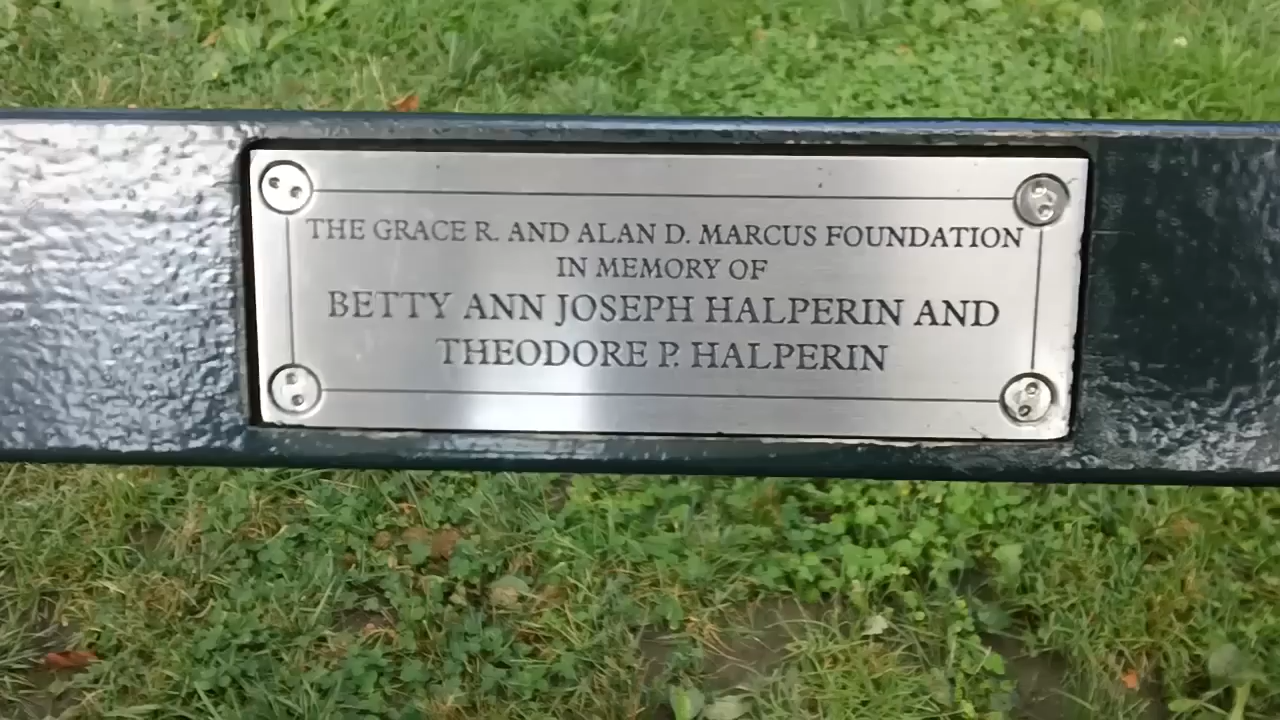 THE GRACE R. AND ALAN D. MARCUS FOUNDATION
IN MEMORY OF
BETTY ANN JOSEPH HALPERIN AND
THEODORE P. HALPERIN